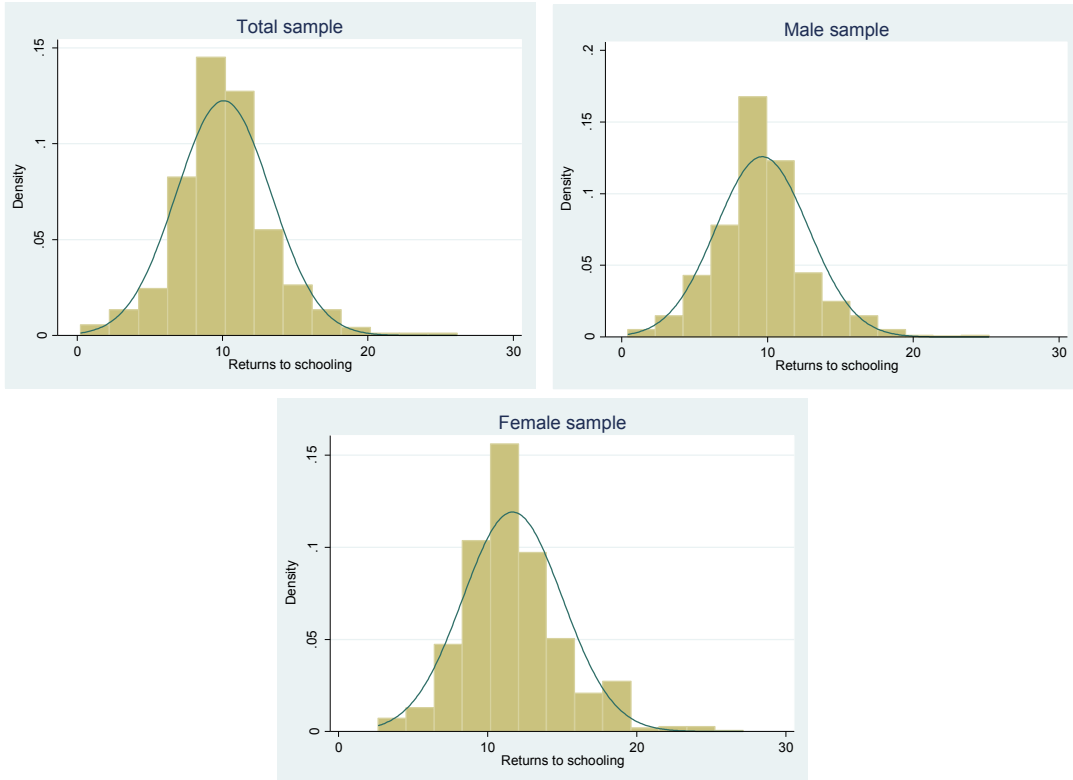 Total sample
.15
.1
.05
0
Density
0 10 20 30
Returns to schooling
Male sample
.2
.15
.1
.05
0
Density
0 10 20 30
Returns to schooling
Female sample
.15
.1
.05
0
Density
0 10 20 30
Returns to schooling